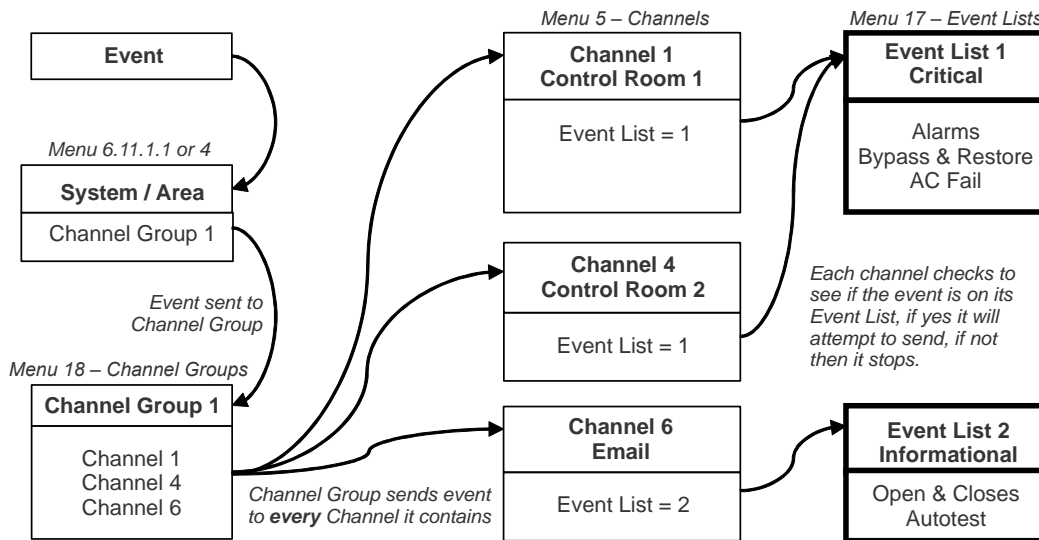 Event
Menu 6.11.1.1 or 4
System / Area
Channel Group 1
Event sent to
Channel Group
Menu 18 – Channel Groups
Channel Group 1
Channel 1
Channel 4
Channel 6
Channel Group sends event
to every Channel it contains
Menu 5 – Channels
Channel 1
Control Room 1
Event List = 1
Channel 4
Control Room 2
Event List = 1
Channel 6
Email
Event List = 2
Menu 17 – Event Lists
Event List 1
Critical
Alarms
Bypass & Restore
AC Fail
Each channel checks to
see if the event is on its
Event List, if yes it will
attempt to send, if not
then it stops.
Event List 2
Informational
Open & Closes
Autotest